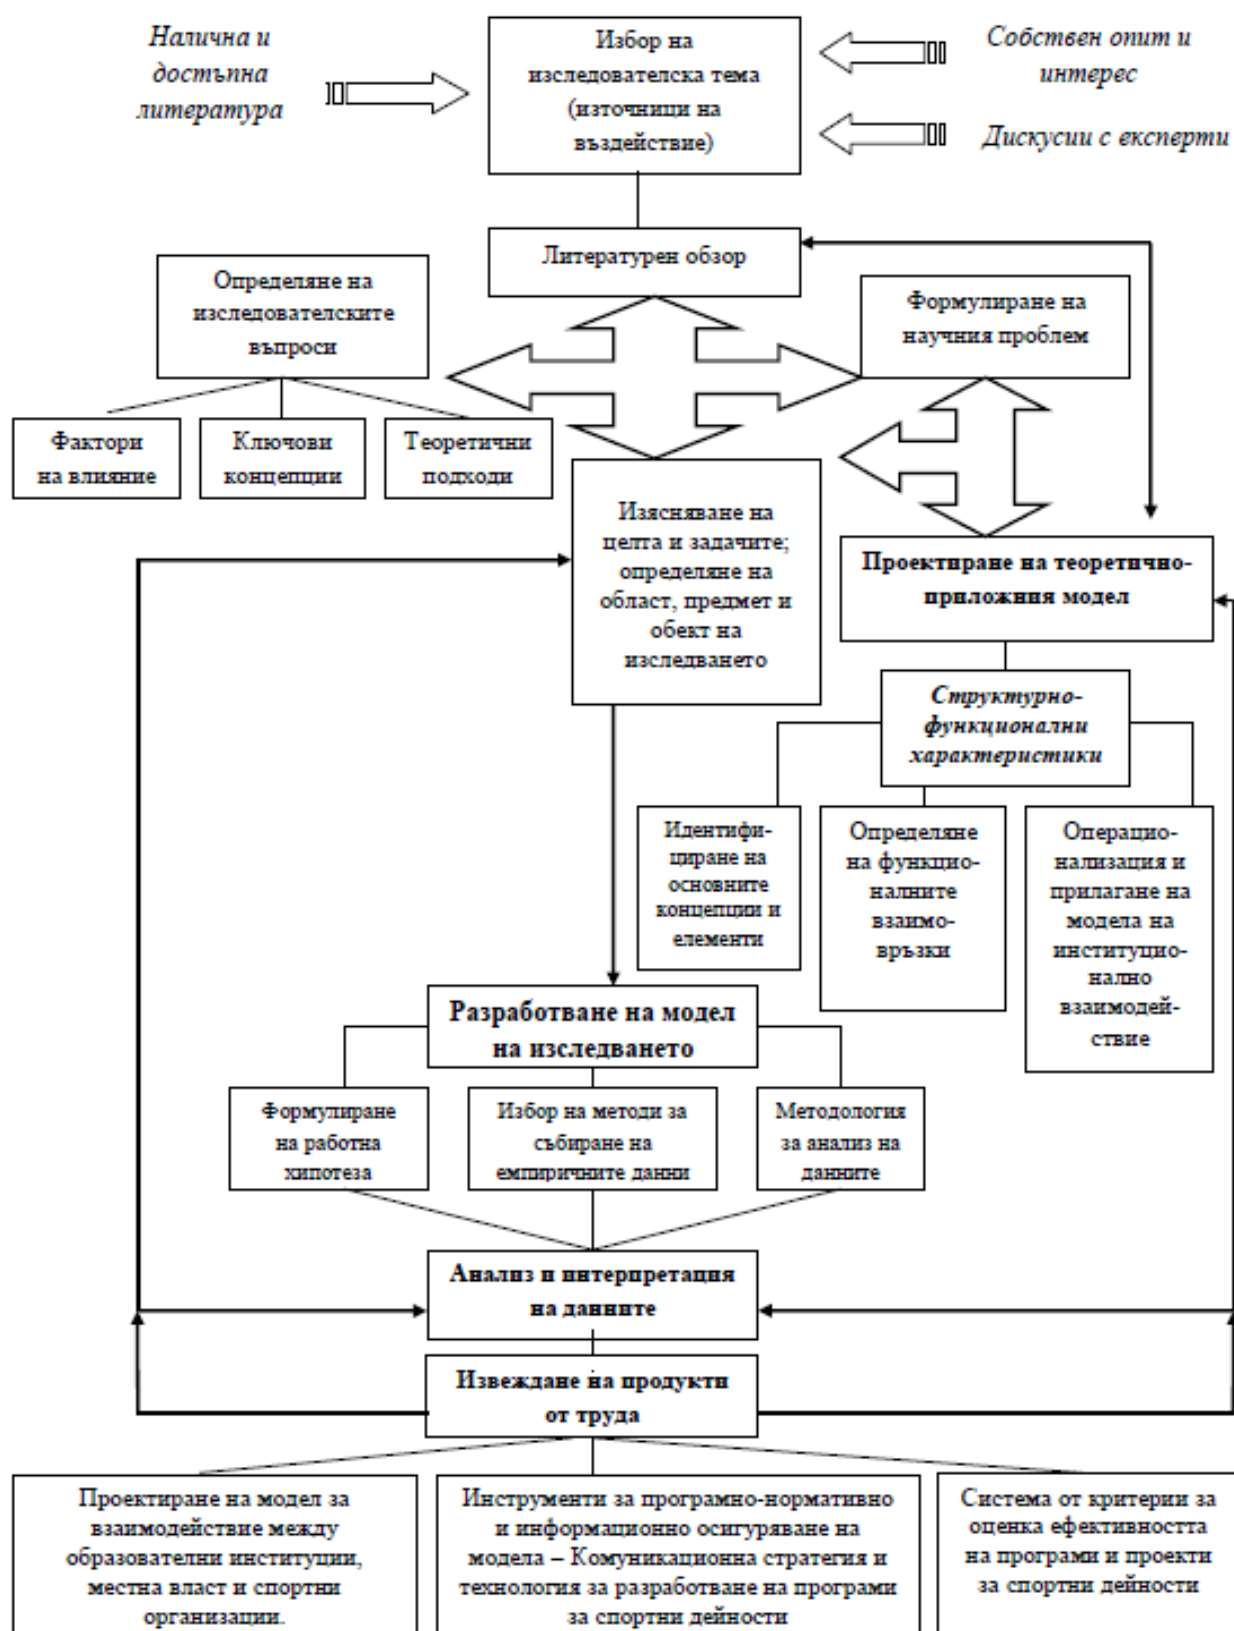 Налична и
достъпна
литература
Избор на
изследователска тема
(източници на
въздействие)
Собствен опит и
интерес
Дискусии с експерти
Литературен обзор
Определяне на
изследователските
въпроси
Формулиране на
научния проблем
Фактори
на влияние
Ключови
концепции
Теоретични
подходи
Изясняване на
целта и задачите;
определяне на
област, предмет и
обект на
изследването
Проектиране на теоретично-
приложния модел
Структурно-
функционални
характеристики
Идентифи-
циране на
основните
концепции и
елементи
Определяне
на функцио-
налните
взаимо-
връзки
Операцио-
нализация и
прилагане на
модела на
институцио-
нално
взаимодей-
ствие
Разработване на модел
на изследването
Формулиране
на работна
хипотеза
Избор на методи за
събиране на
емпиричните данни
Методология
за анализ на
данните
Анализ и интерпретация
на данните
Извеждане на продукти
от труда
Проектиране на модел за
взаимодействие между
образователни институции,
местна власт и спортни
организации.
Инструменти за програмно-нормативно
и информационно осигуряване на
модела – Комуникационна стратегия и
технология за разработване на програми
за спортни дейности
Система от критерии за
оценка ефективността
на програми и проекти
за спортни дейности